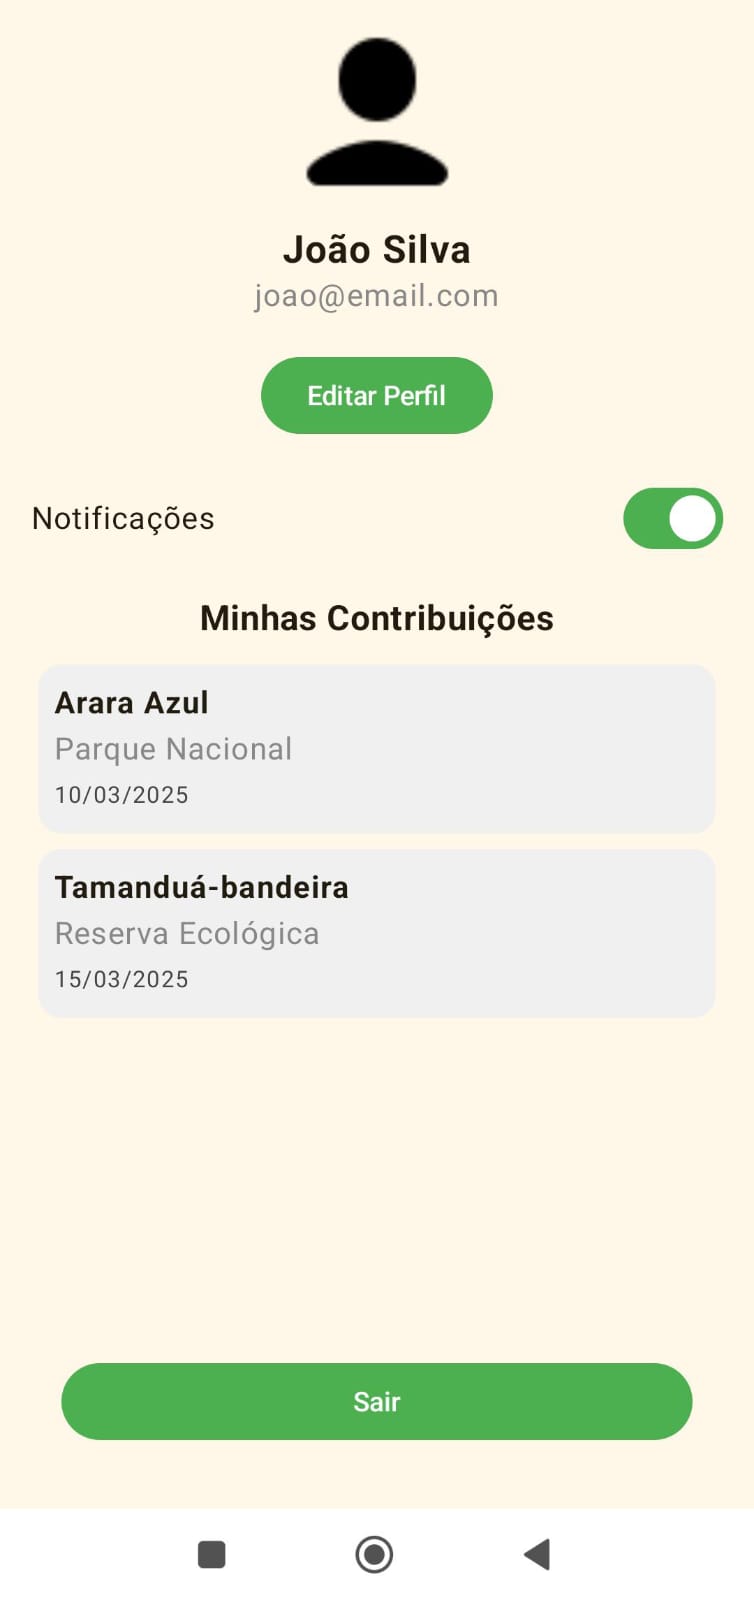 João Silva
joao@email.com
Editar Perfil
Notificações
Minhas Contribuições
Arara Azul
Parque Nacional
10/03/2025
Tamanduá-bandeira
Reserva Ecológica
15/03/2025
Sair